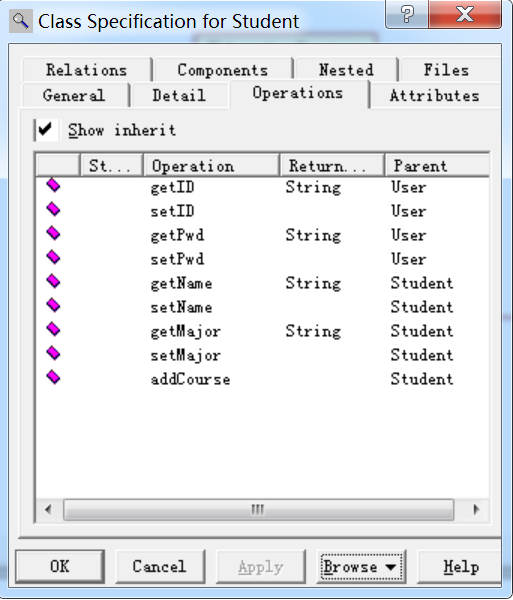 Class Specification for Student
Relations Components Nested Files
General Detail Operations Attributes
Show inherit
St... Operation Return... Parent
getID String User
setID User
getPwd String User
setPwd User
getName String Student
setName Student
getMajor String Student
setMajor Student
addCourse Student
OK Cancel Apply Browse Help